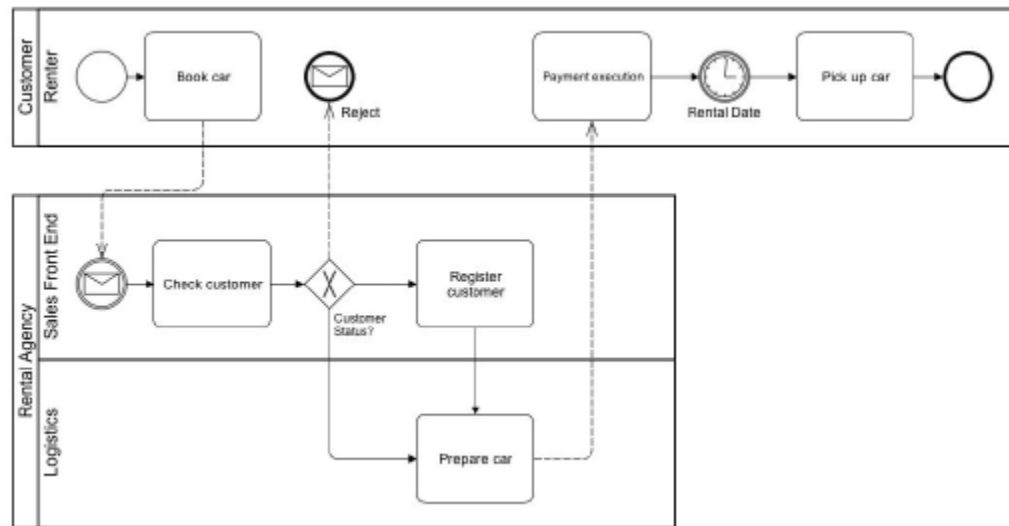 Customer
Renter
Book car
Reject
Payment execution
Rental Date
Pick up car
Rental Agency
Sales Front End
Check customer
Customer
Status?
Register
customer
Logistics
Prepare car